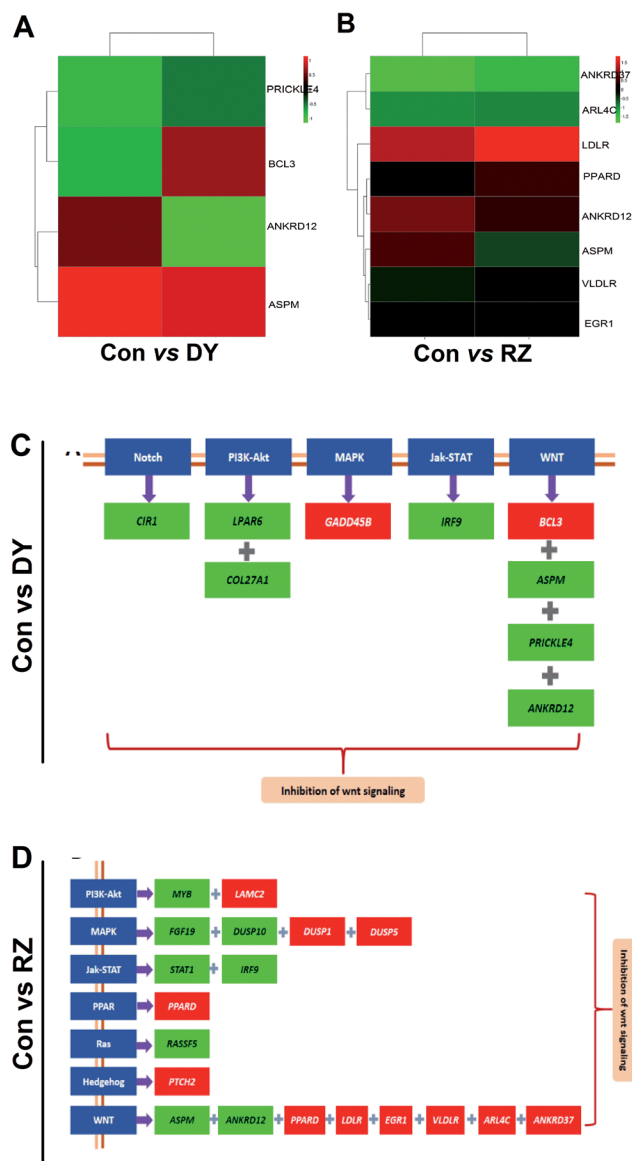 A
B
PRICKLE4
BCL3
ANKRD12
ASPM
Con vs DY
ANKRD37
ARL4C
LDLR
PPARD
ANKRD12
ASPM
VLDLR
EGR1
Con vs RZ
C
Con vs DY
Notch PI3K-Akt MAPK Jak-STAT WNT
CIR1 LPAR6 GADD45B IRF9 BCL3
COL27A1 ASPM
PRICKLE4
ANKRD12
Inhibition of wnt signaling
D
Con vs RZ
PI3K-Akt MYB + LAMC2
MAPK FGF19 + DUSP10 + DUSP1 + DUSP5
Jak-STAT STAT1 + IRF9
PPAR PPARD
Ras RASSF5
Hedgehog PTCH2
WNT ASPM + ANKRD12 + PPARD + LDLR + EGR1 + VLDLR + ARL4C + ANKRD37
Inhibition of wnt signaling